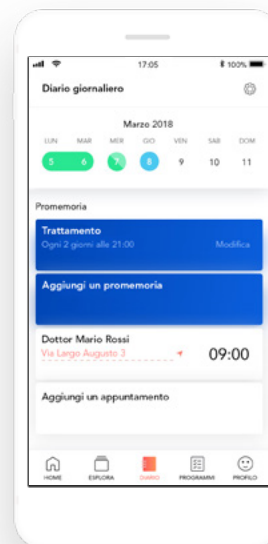 17:05
100%
Diario giornaliero
Marzo 2018
LUN MAR MER GIO VEN SAB DOM
5 6 7 8 9 10 11
Promemoria
Trattamento
Ogni 2 giorni alle 21:00 Modifica
Aggiungi un promemoria
Dottor Mario Rossi
Via Largo Augusto 3
09:00
Aggiungi un appuntamento
HOME ESPLORA DIARIO PROGRAMMI PROFILO